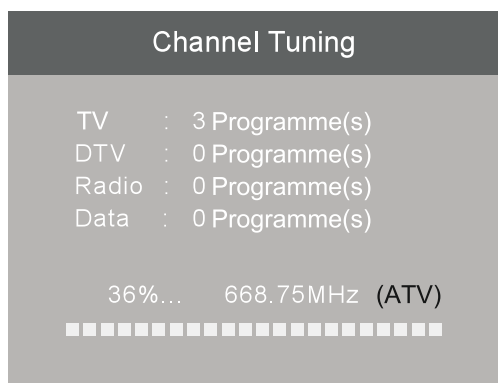 Channel Tuning
TV : 3 Programme(s)
DTV : 0 Programme(s)
Radio : 0 Programme(s)
Data : 0 Programme(s)
36%... 668.75MHz (ATV)